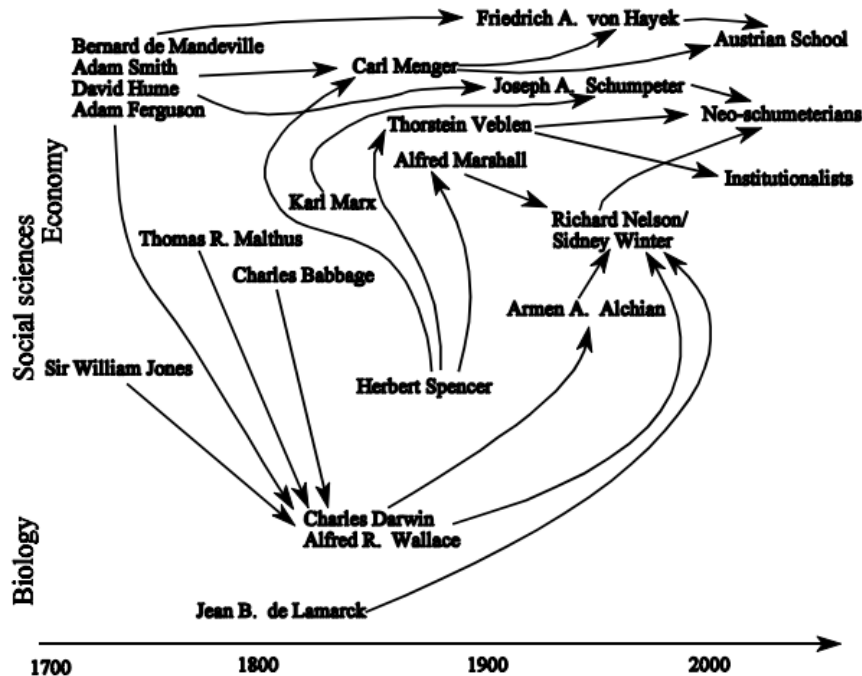 Friedrich A. von Hayek
Austrian School
Bernard de Mandeville
Adam Smith
David Hume
Adam Ferguson
Carl Menger
Joseph A. Schumpeter
Neo-schumeterians
Thorstein Veblen
Alfred Marshall
Institutionalists
Karl Marx
Richard Nelson/
Sidney Winter
Thomas R. Malthus
Charles Babbage
Armen A. Alchian
Sir William Jones
Herbert Spencer
Charles Darwin
Alfred R. Wallace
Jean B. de Lamarck
Economy
Social sciences
Biology
1700 1800 1900 2000